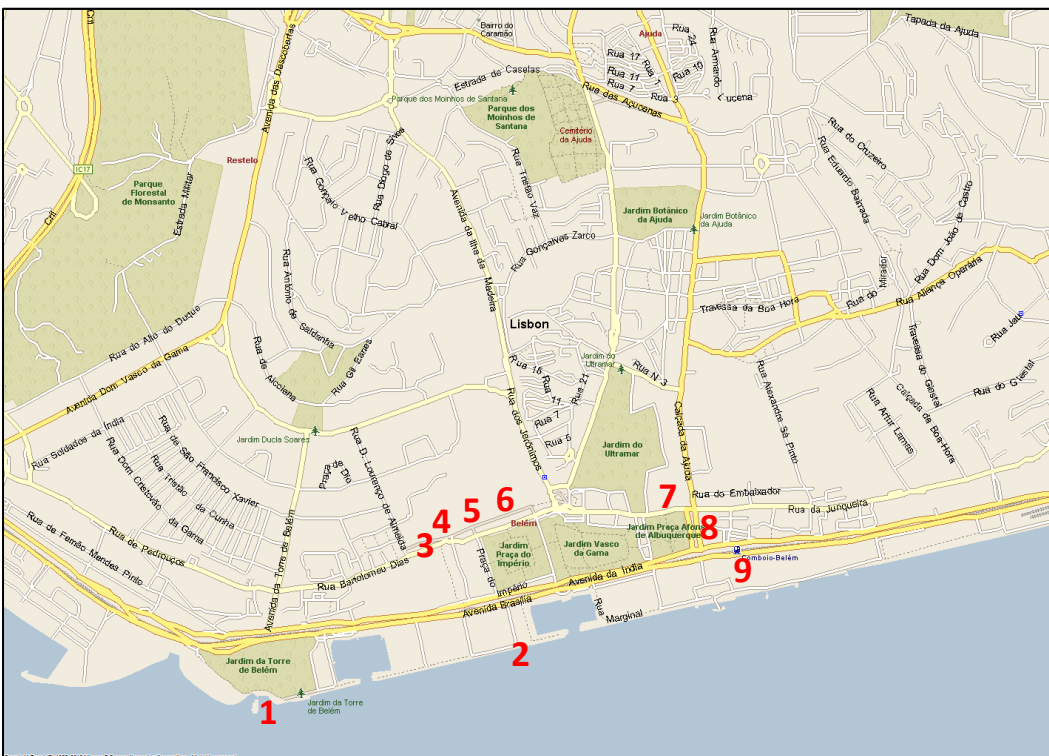 Bairro do
Caramão
Tapada da Ajuda
Ajuda
Rua 24
Rua 17
Rua 1
Rua 10
Rua 11
Rua 7
Rua 3
Rua Armando
Lucena
Avenida das Descobertas
Estrada de Caselas
Parque dos Moinhos de Santana
Parque dos
Moinhos de
Santana
Rua das Açucenas
Cemitério
da Ajuda
Rua do Cruzeiro
Rua Eduardo Bairrada
Restelo
IC17
Cril
Cril
Parque
Florestal
de Monsanto
Estrada Militar
Rua Diogo de Silves
Rua Gonçalo Velho Cabral
Rua Tristão Vaz
Avenida da Ilha da Madeira
Jardim Botânico
da Ajuda
Jardim Botânico
da Ajuda
Rua Dom João de Castro
Rua Gonçalves Zarco
Rua António de Saldanha
Mirador
Rua do
Rua Aliança Operária
Travessa da Boa Hora
Rua do Alto do Duque
Lisbon
Rua Jau
Rua Gil Eanes
Rua de Alcolena
Avenida Dom Vasco da Gama
Jardim do
Ultramar
Rua N 3
Rua 16
Rua 21
Rua 11
Rua 7
Rua 5
Rua dos Jerónimos
Calçada da Ajuda
Rua Alexandre Sá Pinto
Travessa do Giestal
Rua do Giestal
Calçada da Boa-Hora
Rua Artur Lamas
Jardim Ducla Soares
Rua Soldados da India
Rua de São Francisco Xavier
Rua Tristão da Cunha
Rua Dom Cristovão da Gama
Praça de
Dio
Rua D. Lourenço de Almeida
Jardim do
Ultramar
Rua do Embaixador
Rua da Junqueira
4
5
6
7
3
8
9
Belém
Jardim Praça Afonso
de Albuquerque
Jardim
Praça do
Império
Jardim Vasco
da Gama
Comboio-Belém
Rua de Pedrouços
Rua de Fernão Mendes Pinto
Avenida da Torre de Belém
Rua Bartolomeu Dias
Praça do
Império
Avenida da India
Avenida Brasília
Rua
Marginal
2
Jardim da Torre
de Belém
Jardim da Torre
de Belém
1